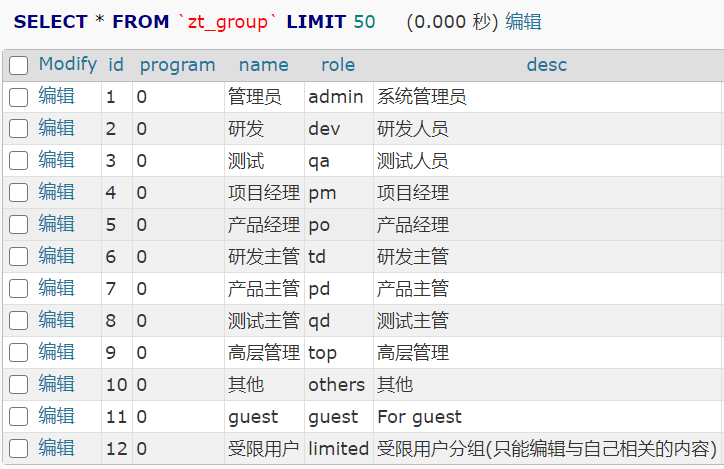 SELECT * FROM `zt_group` LIMIT 50 (0.000 秒) 编辑
Modify id program name role desc
编辑 1 0 管理员 admin 系统管理员
编辑 2 0 研发 dev 研发人员
编辑 3 0 测试 qa 测试人员
编辑 4 0 项目经理 pm 项目经理
编辑 5 0 产品经理 po 产品经理
编辑 6 0 研发主管 td 研发主管
编辑 7 0 产品主管 pd 产品主管
编辑 8 0 测试主管 qd 测试主管
编辑 9 0 高层管理 top 高层管理
编辑 10 0 其他 others 其他
编辑 11 0 guest guest For guest
编辑 12 0 受限用户 limited 受限用户分组(只能编辑与自己相关的内容)